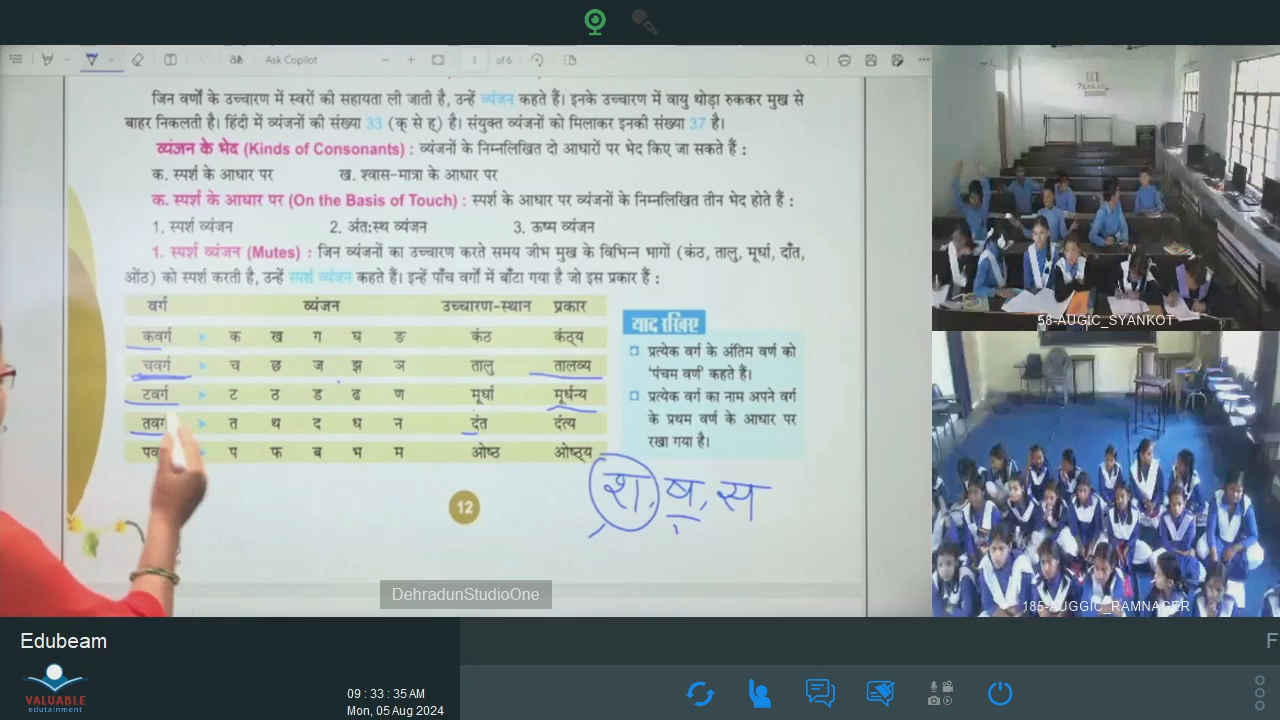 Ask Copilot
1 of 6
जिन वर्णों के उच्चारण में स्वरों की सहायता ली जाती है, उन्हें व्यंजन कहते हैं। इनके उच्चारण में वायु थोड़ा रुककर मुख से
बाहर निकलती है। हिंदी में व्यंजनों की संख्या 33 (क् से ह्) है। संयुक्त व्यंजनों को मिलाकर इनकी संख्या 37 है।
व्यंजन के भेद (Kinds of Consonants) : व्यंजनों के निम्नलिखित दो आधारों पर भेद किए जा सकते हैं :
क. स्पर्श के आधार पर ख. श्वास-मात्रा के आधार पर
क. स्पर्श के आधार पर (On the Basis of Touch) : स्पर्श के आधार पर व्यंजनों के निम्नलिखित तीन भेद होते हैं :
1. स्पर्श व्यंजन 2. अंतःस्थ व्यंजन 3. ऊष्म व्यंजन
1. स्पर्श व्यंजन (Mutes) : जिन व्यंजनों का उच्चारण करते समय जीभ मुख के विभिन्न भागों (कंठ, तालु, मूर्धा, दाँत,
ओंठ) को स्पर्श करती है, उन्हें स्पर्श व्यंजन कहते हैं। इन्हें पाँच वर्गों में बाँटा गया है जो इस प्रकार हैं :
वर्ग व्यंजन उच्चारण-स्थान प्रकार
कवर्ग क ख ग घ ङ कंठ कंठ्य
चवर्ग च छ ज झ ञ तालु तालव्य
टवर्ग ट ठ ड ढ ण मूर्धा मूर्धन्य
तवर्ग त थ द घ न दंत दंत्य
प फ ब भ म ओष्ठ ओष्ठ्य
याद रखिए
प्रत्येक वर्ग के अंतिम वर्ण को
'पंचम वर्ण' कहते हैं।
प्रत्येक वर्ग का नाम अपने वर्ग
के प्रथम वर्ण के आधार पर
रखा गया है।
श, ष, स
12
DehradunStudioOne
58-AUGIC_SYANKOT
185-AUGGIC_RAMNAGER
Edubeam
VALUABLE
edutainment
09 : 33 : 35 AM
Mon, 05 Aug 2024
F